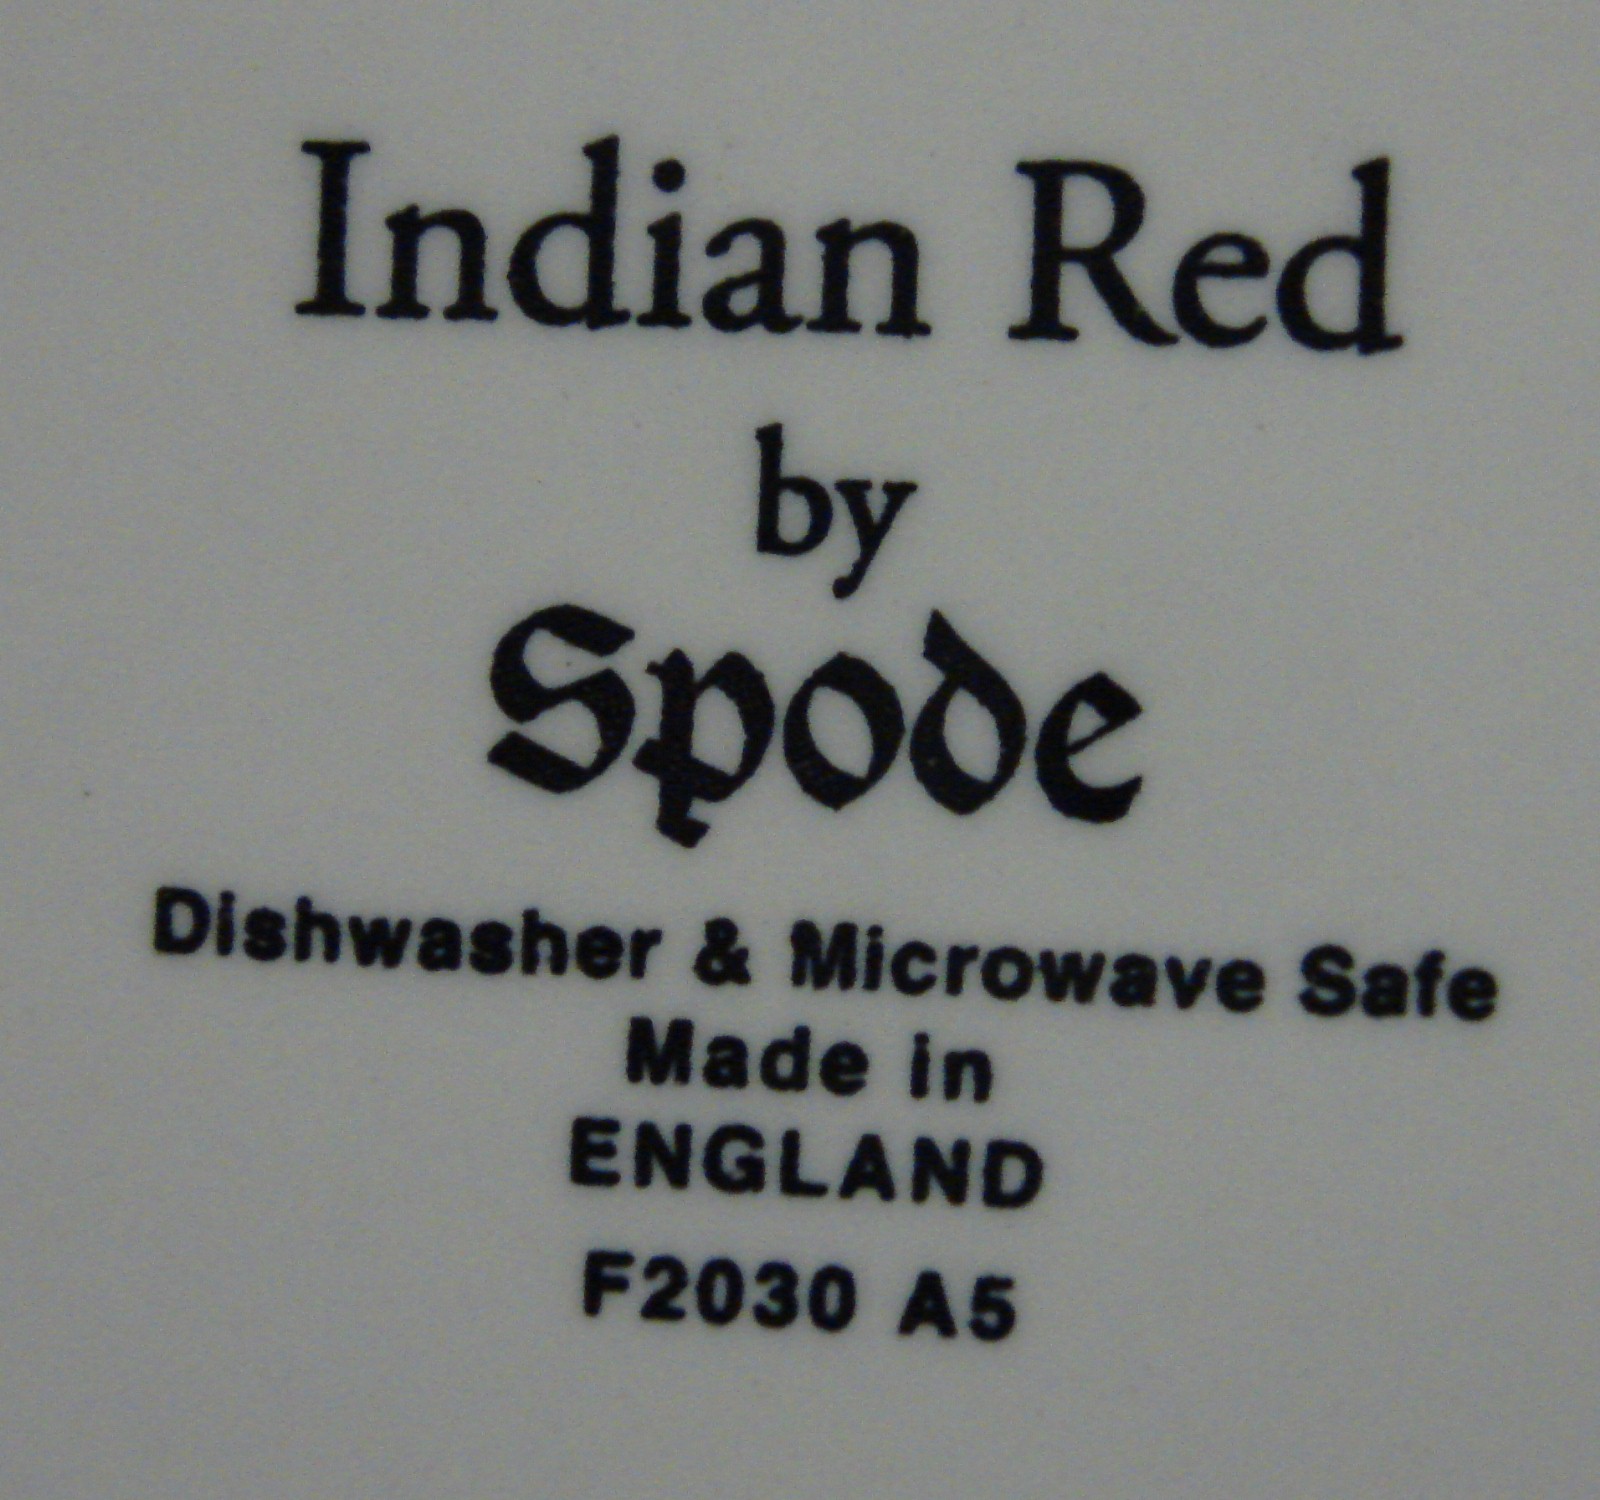 Indian Red
by
Spode
Dishwasher & Microwave Safe
Made in
ENGLAND
F2030 A5